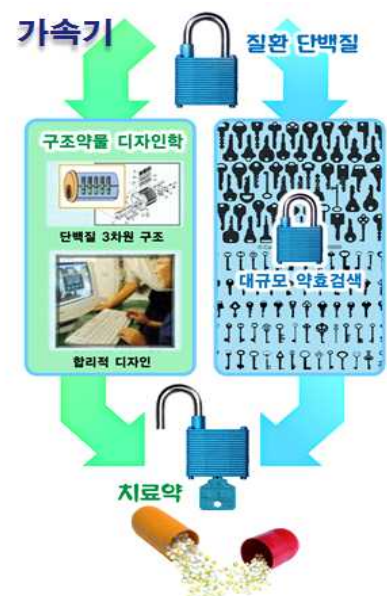 가속기
질환 단백질
구조약물 디자인학
단백질 3차원 구조
합리적 디자인
대규모 약효검색
치료약